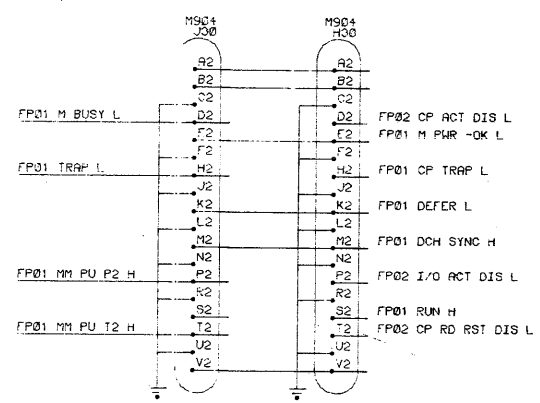 M904 M904
J30 H30
A2 A2
B2 B2
C2 C2
FP01 M BUSY L D2 D2 FP02 CP ACT DIS L
E2 E2 FP01 M PWR -OK L
F2 F2
FP01 TRAP L H2 H2 FP01 CP TRAP L
J2 J2
K2 K2 FP01 DEFER L
L2 L2
M2 M2 FP01 DCH SYNC H
N2 N2
FP01 MM PU P2 H P2 P2 FP02 I/O ACT DIS L
R2 R2
S2 S2 FP01 RUN H
FP01 MM PU T2 H T2 T2 FP02 CP RD RST DIS L
U2 U2
V2 V2